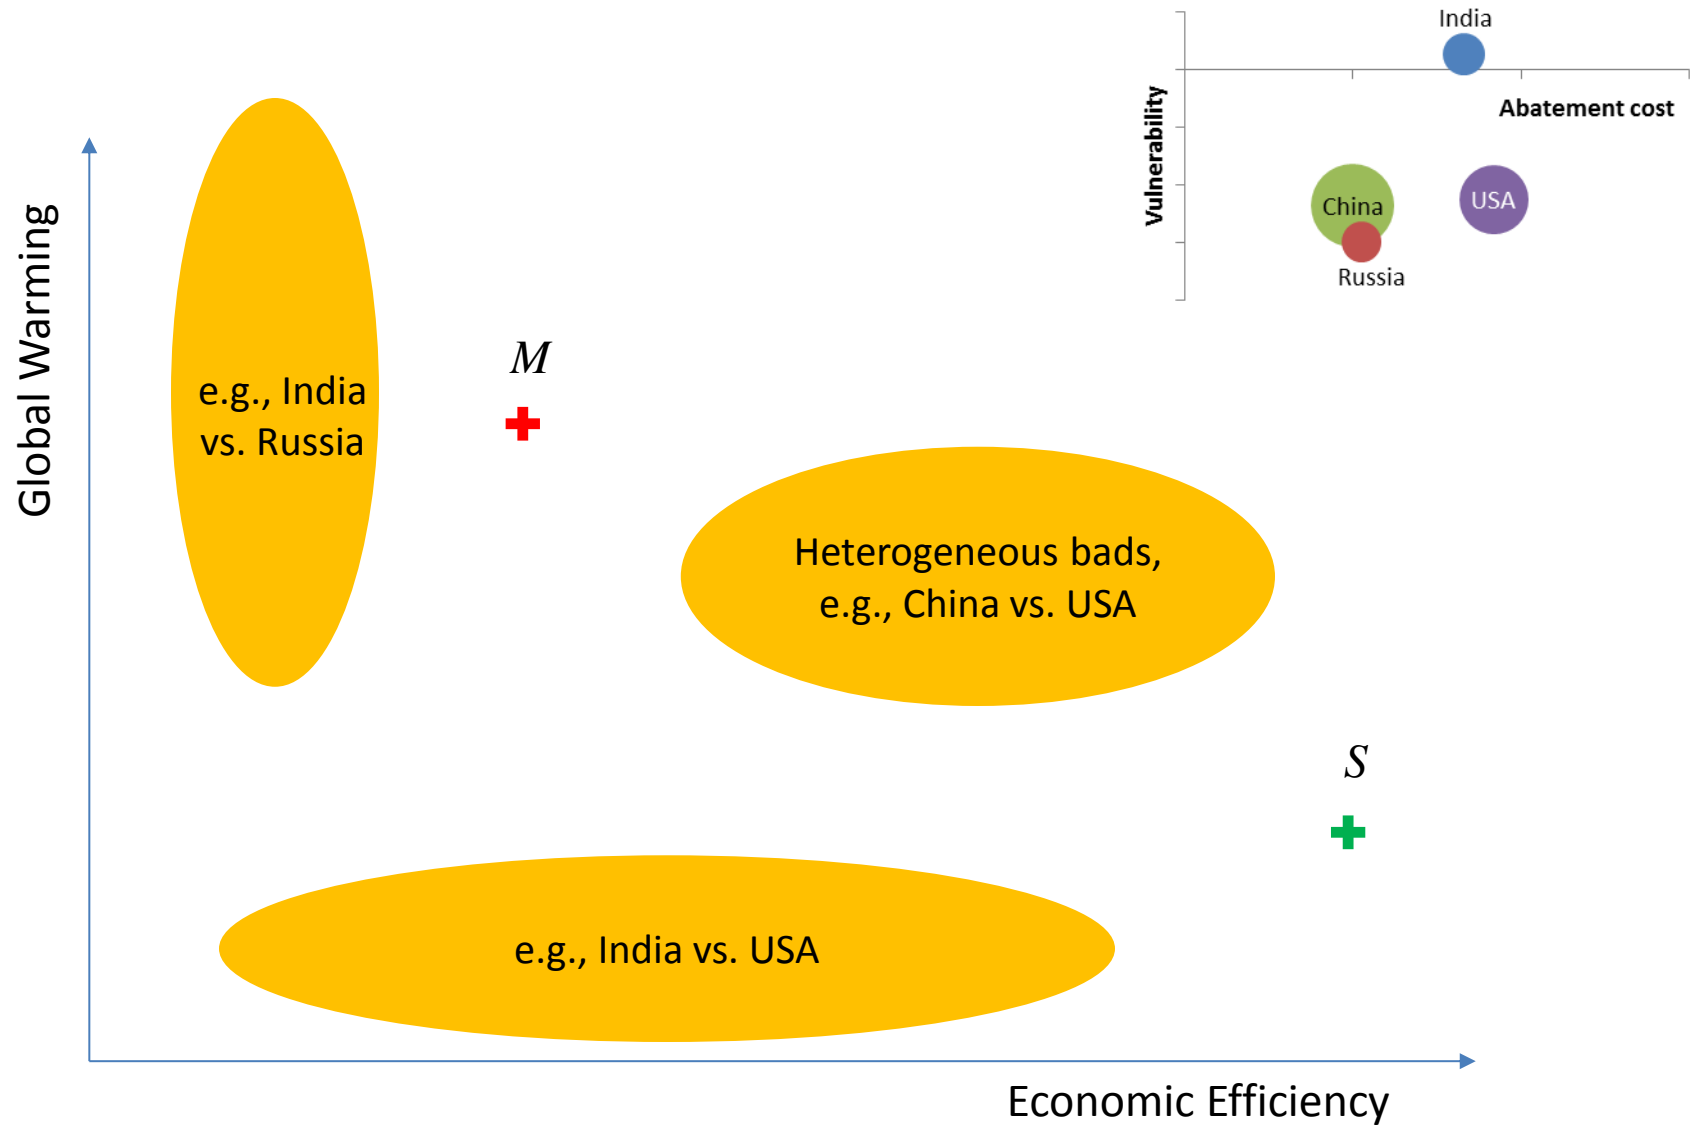 India
Abatement cost
Vulnerability
China
USA
Russia
Global Warming
M
e.g., India
vs. Russia
Heterogeneous bads,
e.g., China vs. USA
S
e.g., India vs. USA
Economic Efficiency